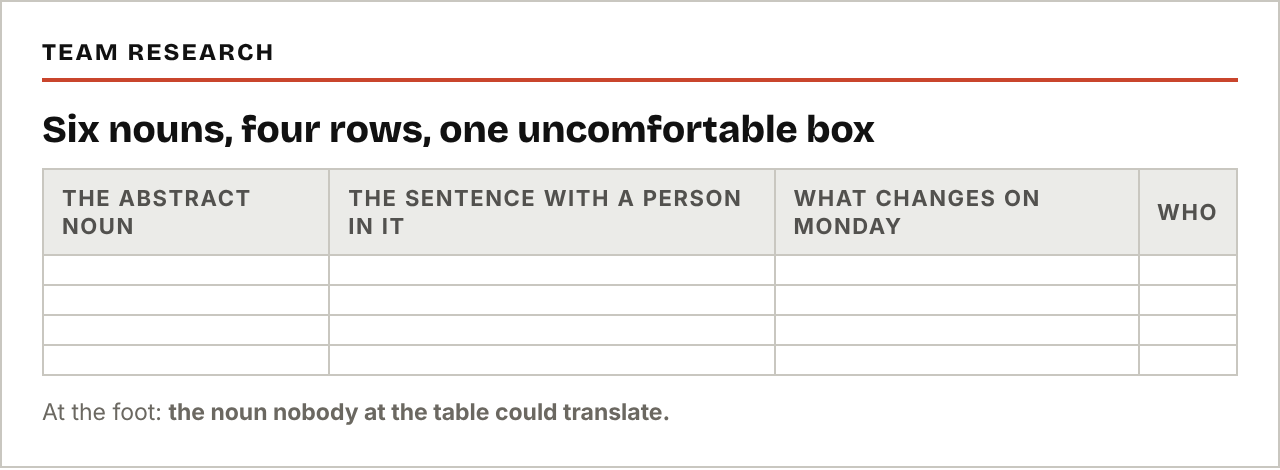 TEAM RESEARCH
Six nouns, four rows, one uncomfortable box
THE ABSTRACT
NOUN
THE SENTENCE WITH A PERSON
IN IT
WHAT CHANGES ON
MONDAY
WHO
At the foot: the noun nobody at the table could translate.